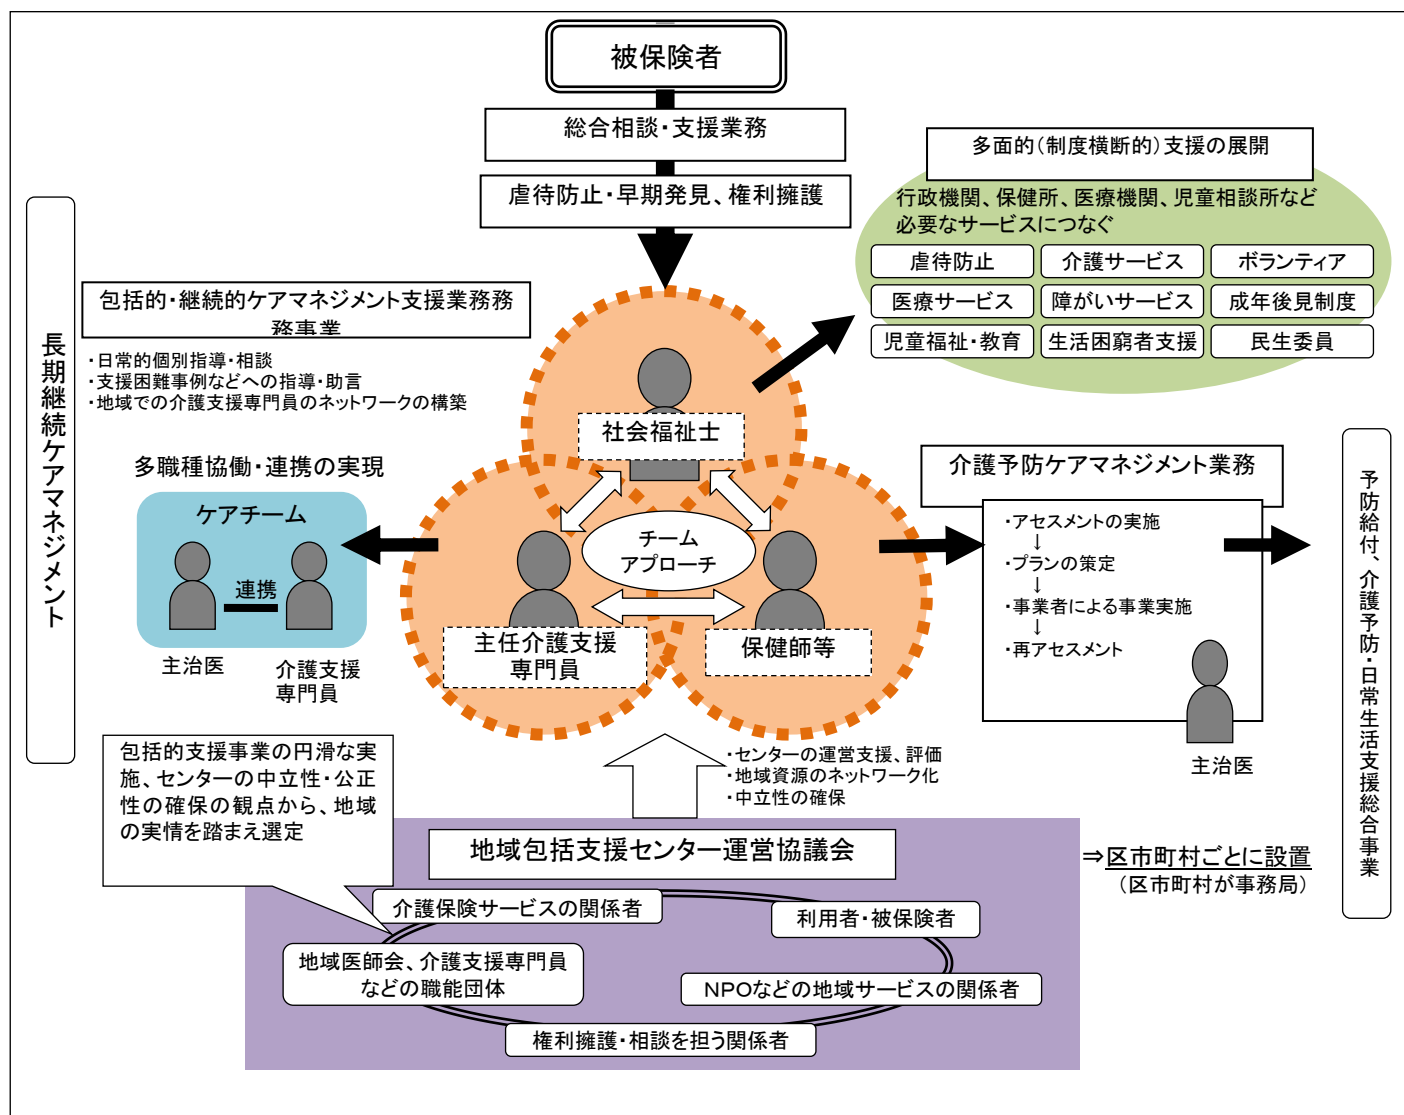 被保険者
総合相談・支援業務
虐待防止・早期発見、権利擁護
多面的（制度横断的）支援の展開
行政機関、保健所、医療機関、児童相談所など
必要なサービスにつなぐ
虐待防止
介護サービス
ボランティア
医療サービス
障がいサービス
成年後見制度
児童福祉・教育
生活困窮者支援
民生委員
長期継続ケアマネジメント
包括的・継続的ケアマネジメント支援業務務
務事業
・日常的個別指導・相談
・支援困難事例などへの指導・助言
・地域での介護支援専門員のネットワークの構築
多職種協働・連携の実現
ケアチーム
連携
主治医
介護支援
専門員
社会福祉士
チーム
アプローチ
主任介護支援
専門員
保健師等
介護予防ケアマネジメント業務
・アセスメントの実施
↓
・プランの策定
↓
・事業者による事業実施
↓
・再アセスメント
主治医
予防給付、介護予防・日常生活支援総合事業
包括的支援事業の円滑な実
施、センターの中立性・公正
性の確保の観点から、地域
の実情を踏まえ選定
・センターの運営支援、評価
・地域資源のネットワーク化
・中立性の確保
地域包括支援センター運営協議会
⇒区市町村ごとに設置
（区市町村が事務局）
介護保険サービスの関係者
利用者・被保険者
地域医師会、介護支援専門員
などの職能団体
NPOなどの地域サービスの関係者
権利擁護・相談を担う関係者